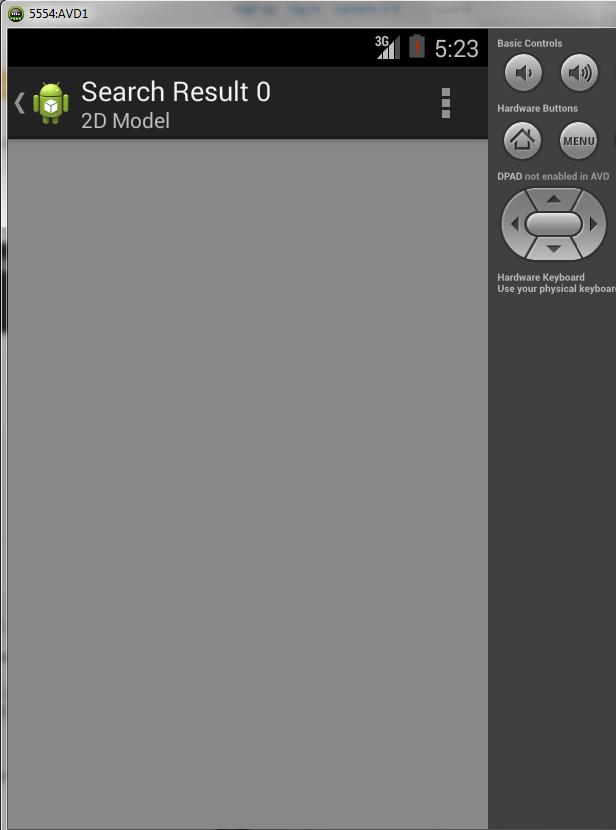 5554:AVD1
3G
5:23
Search Result 0
2D Model
Basic Controls
Hardware Buttons
MENU
DPAD not enabled in AVD
Hardware Keyboard
Use your physical keyboar